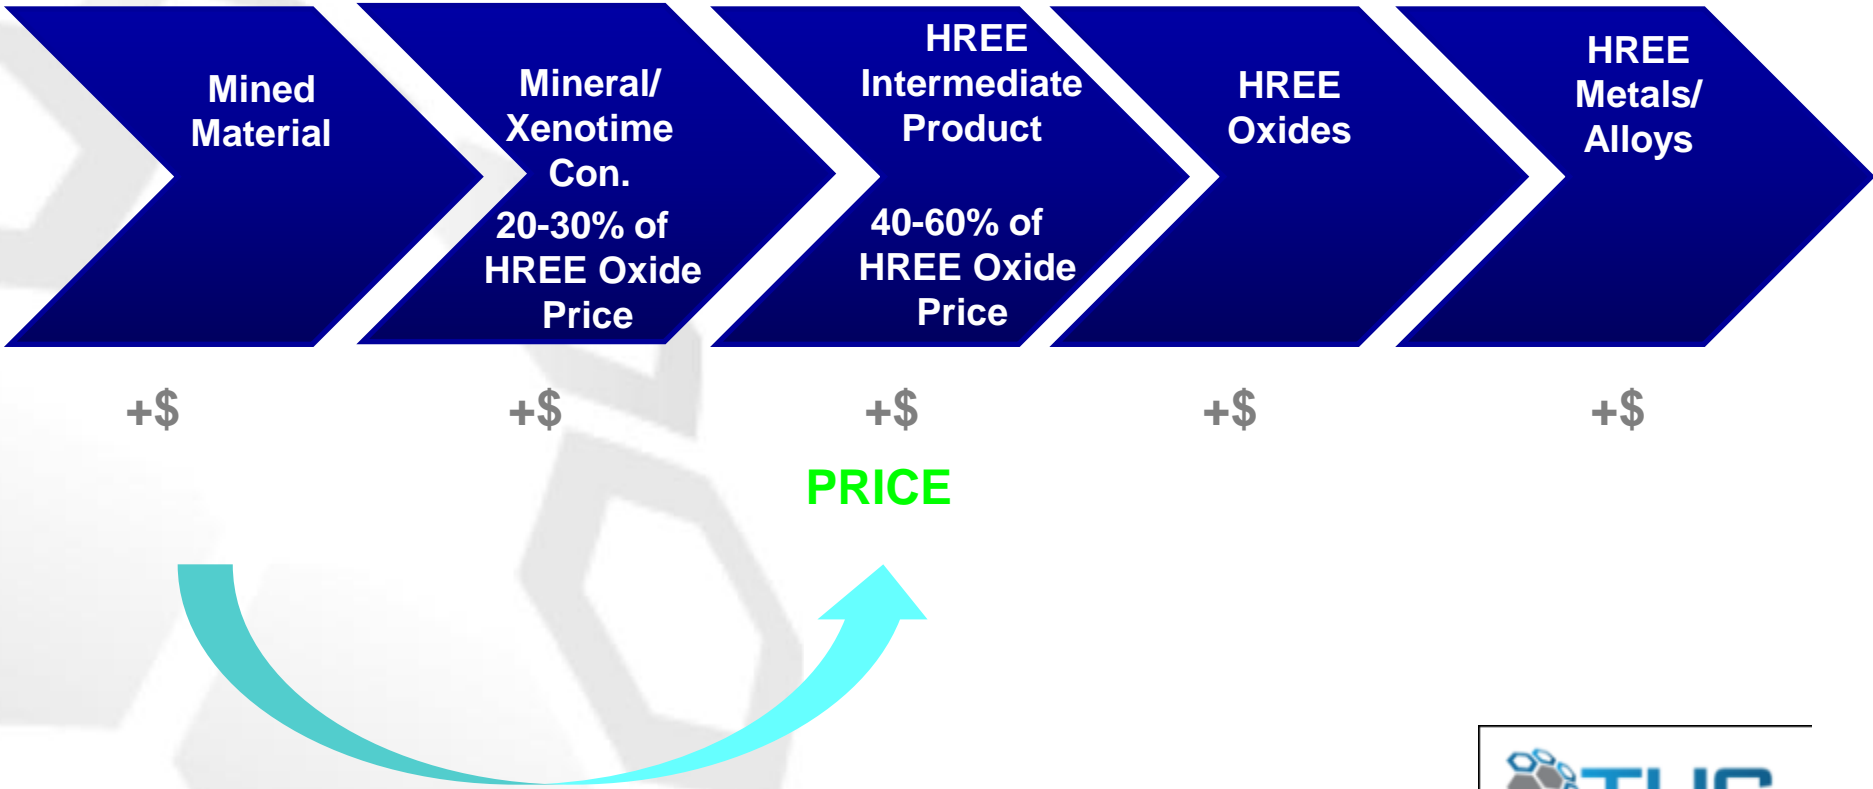 Mined
Material
Mineral/
Xenotime
Con.
20-30% of
HREE Oxide
Price
HREE
Intermediate
Product
40-60% of
HREE Oxide
Price
HREE
Oxides
HREE
Metals/
Alloys
+$
+$
+$
+$
+$
PRICE